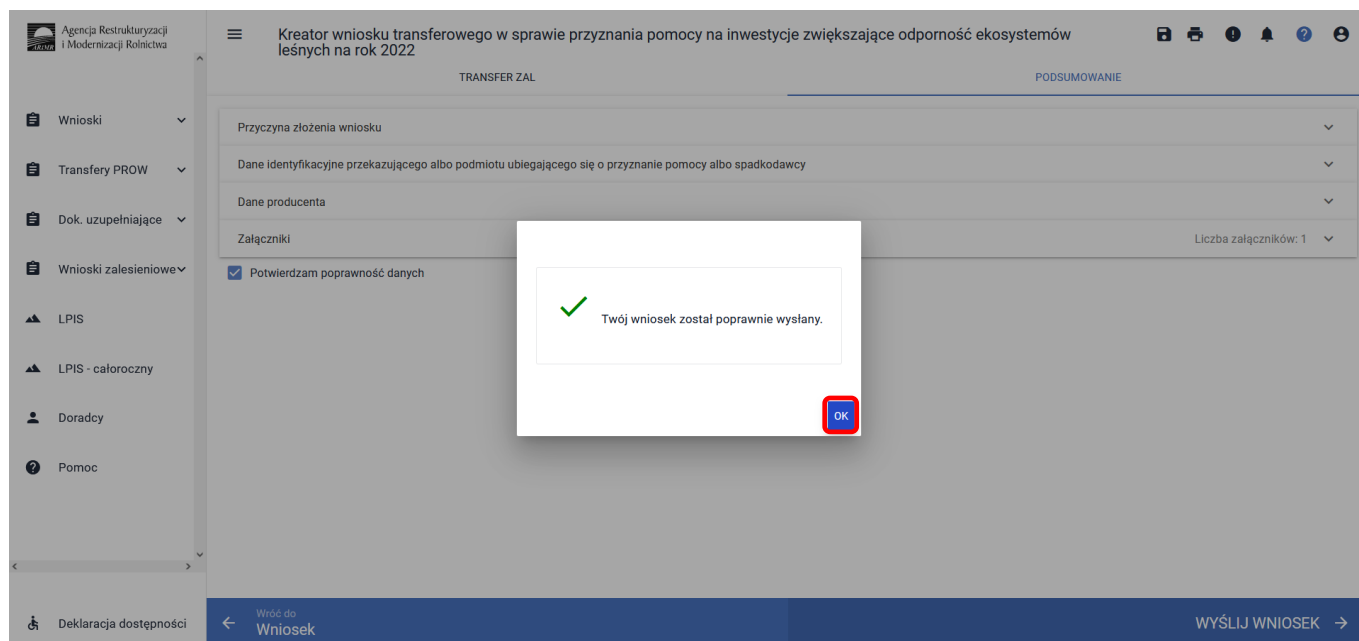 Agencja Restrukturyzacji
i Modernizacji Rolnictwa
ARiMR
Kreator wniosku transferowego w sprawie przyznania pomocy na inwestycje zwiększające odporność ekosystemów
leśnych na rok 2022
TRANSFER ZAL
PODSUMOWANIE
Wnioski
Transfery PROW
Dok. uzupełniające
Wnioski zalesieniowe
LPIS
LPIS - całoroczny
Doradcy
Pomoc
Deklaracja dostępności
Przyczyna złożenia wniosku
Dane identyfikacyjne przekazującego albo podmiotu ubiegającego się o przyznanie pomocy albo spadkodawcy
Dane producenta
Załączniki
Liczba załączników: 1
Potwierdzam poprawność danych
Twój wniosek został poprawnie wysłany.
OK
Wróć do
Wniosek
WYŚLIJ WNIOSEK